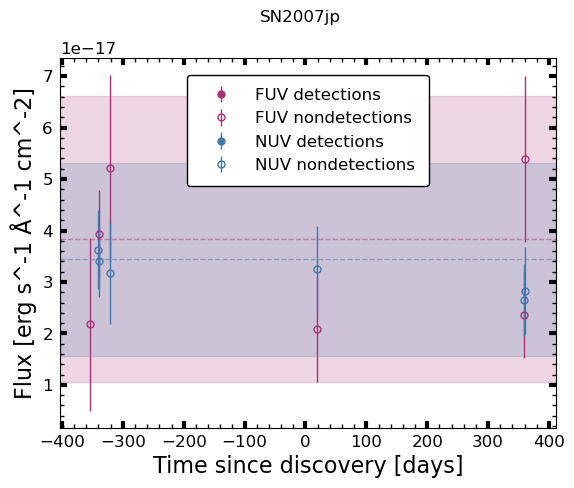 SN2007jp
1e−17
7
6
5
4
3
2
1
Flux [erg s^-1 Å^-1 cm^-2]
FUV detections
FUV nondetections
NUV detections
NUV nondetections
−400 −300 −200 −100 0 100 200 300 400
Time since discovery [days]